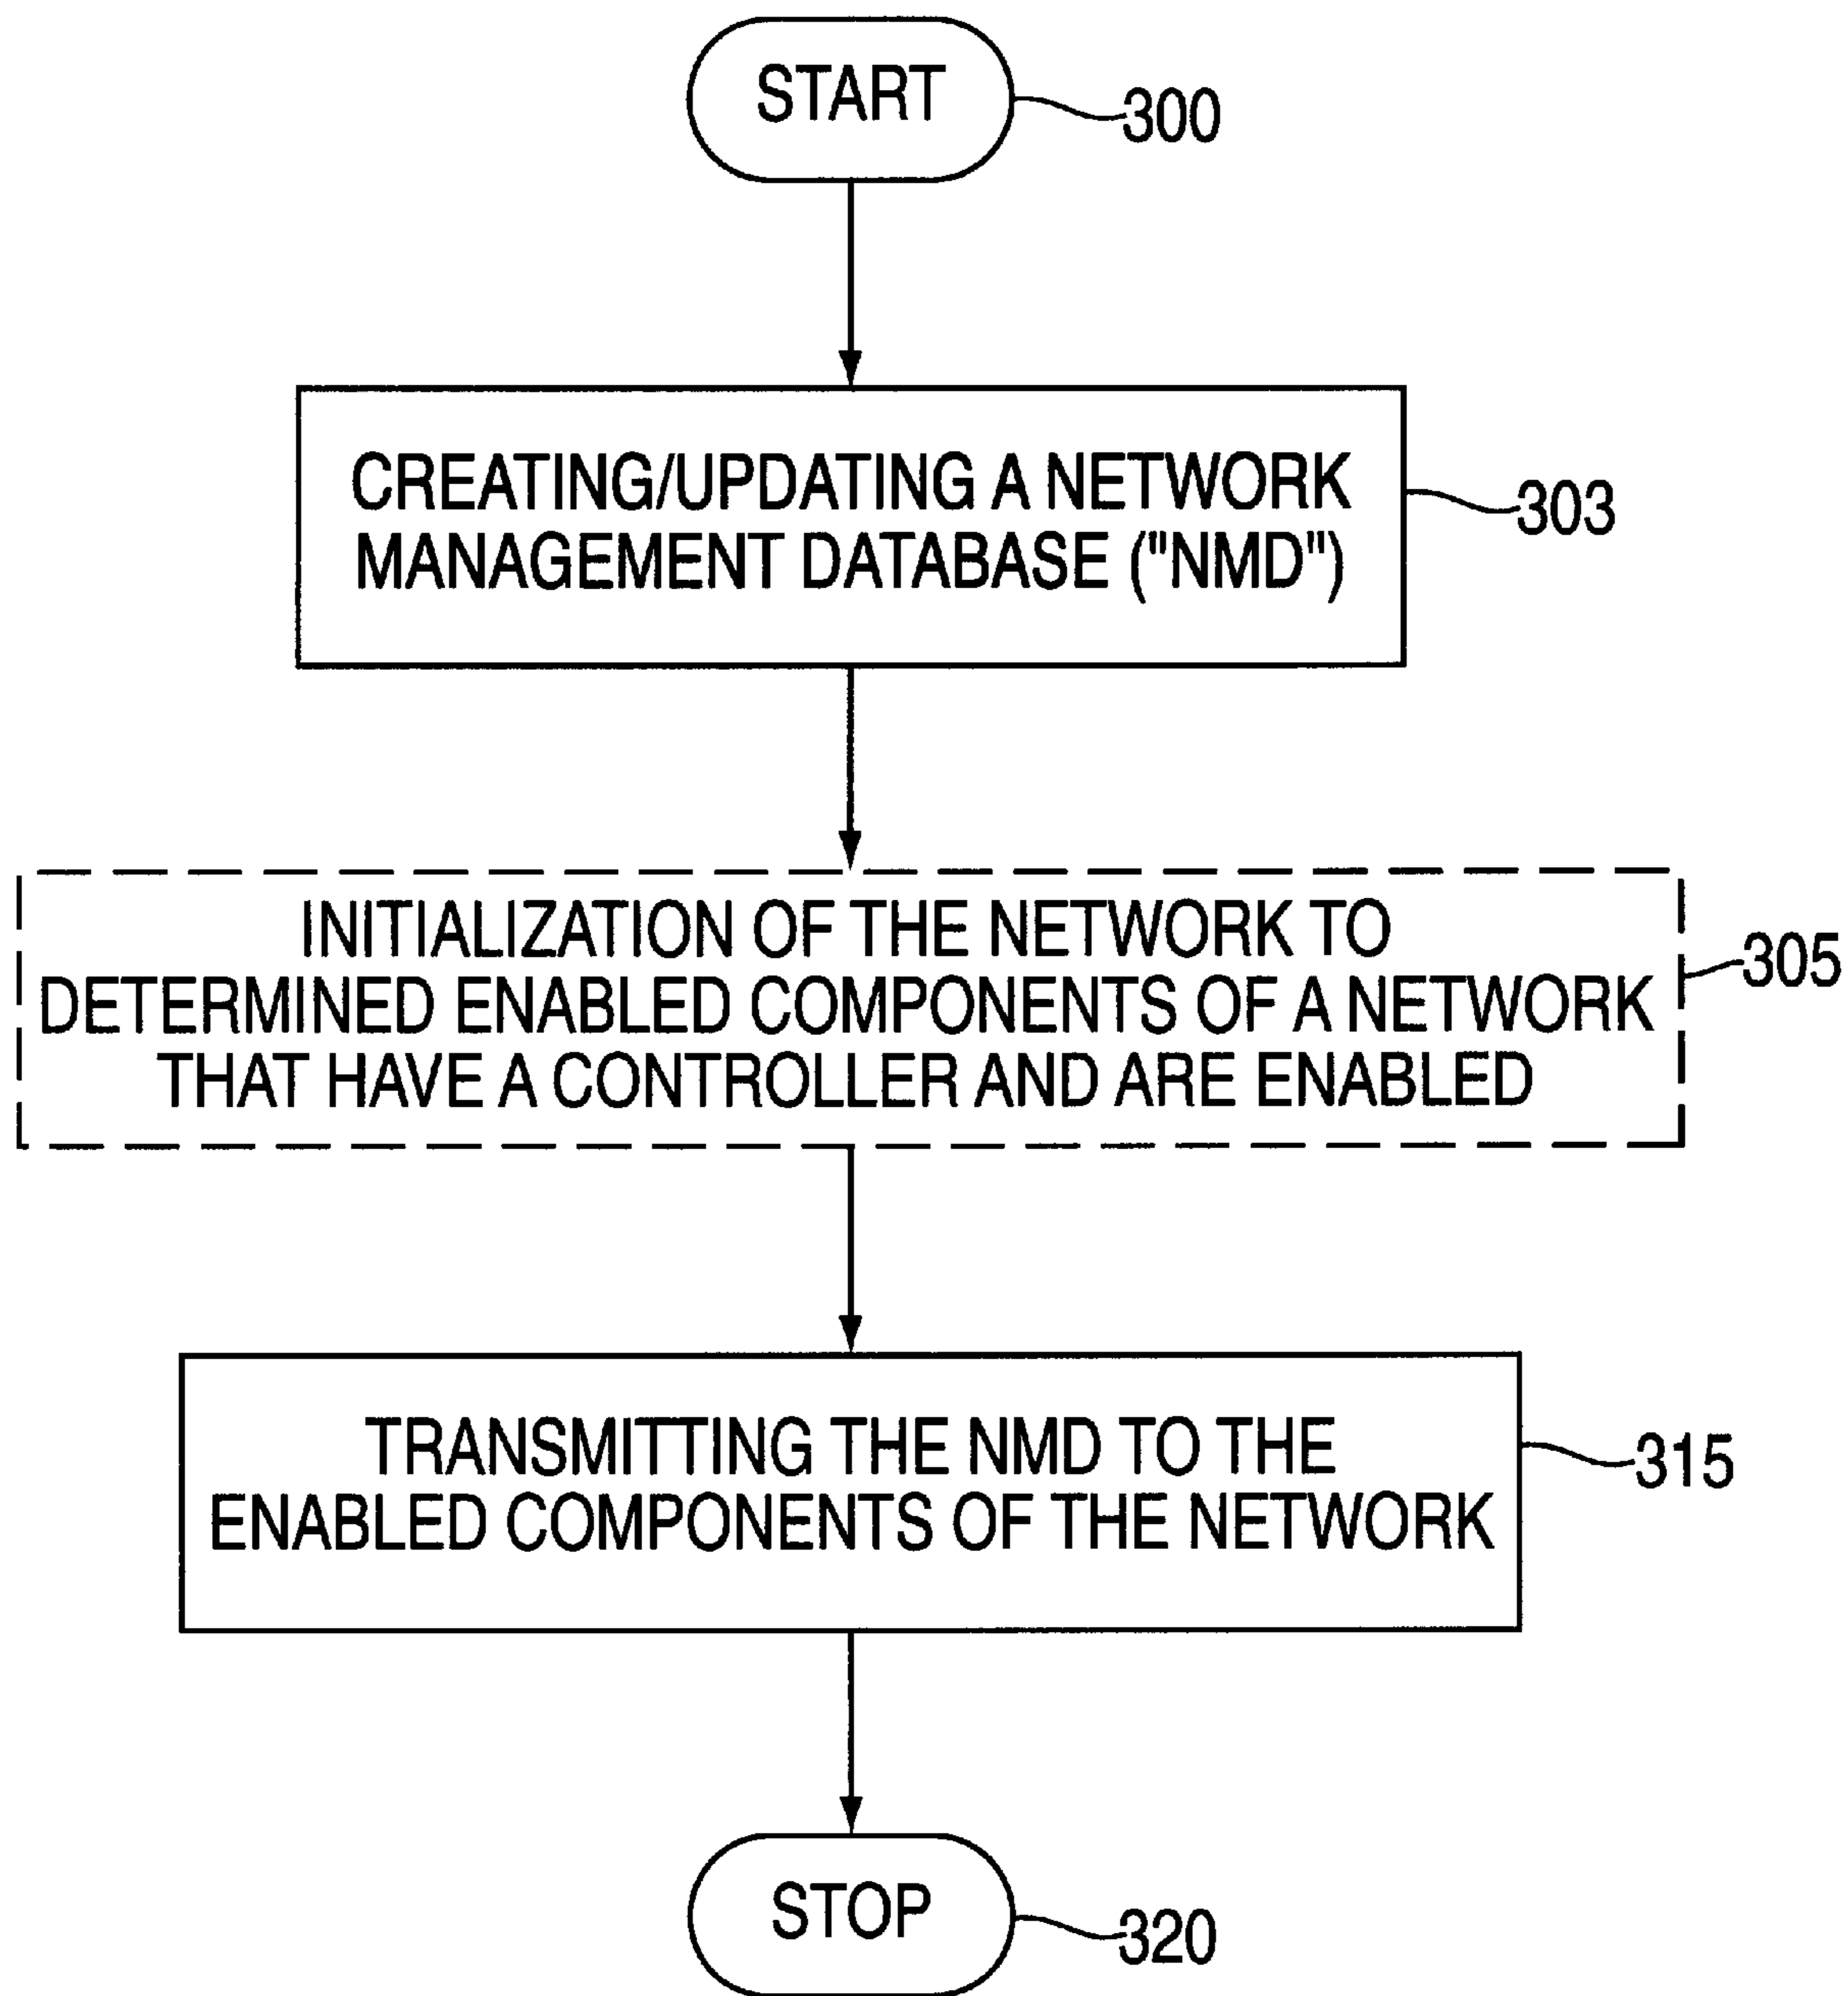 START
300
CREATING/UPDATING A NETWORK
MANAGEMENT DATABASE ("NMD")
303
INITIALIZATION OF THE NETWORK TO
DETERMINED ENABLED COMPONENTS OF A NETWORK
THAT HAVE A CONTROLLER AND ARE ENABLED
305
TRANSMITTING THE NMD TO THE
ENABLED COMPONENTS OF THE NETWORK
315
STOP
320